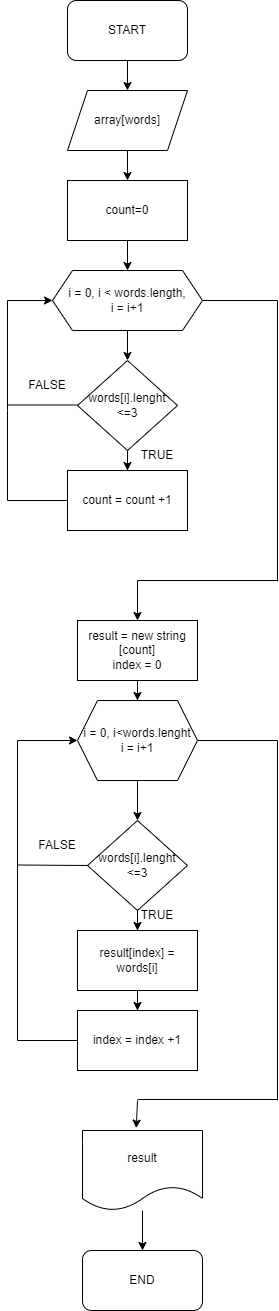 START
array[words]
count=0
i = 0, i < words.length,
i = i+1
FALSE
words[i].lenght
<=3
TRUE
count = count +1
result = new string
[count]
index = 0
i = 0, i<words.lenght
i = i+1
FALSE
words[i].lenght
<=3
TRUE
result[index] =
words[i]
index = index +1
result
END